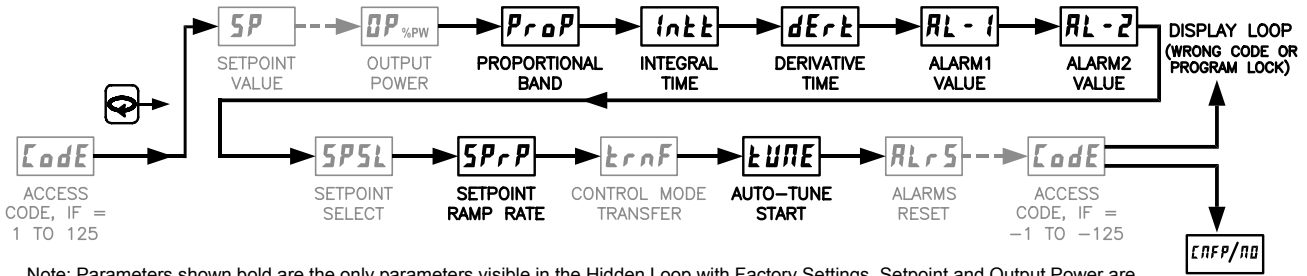 SP
OP %PW
ProP
Intt
dErt
AL-1
AL-2
DISPLAY LOOP
(WRONG CODE OR
PROGRAM LOCK)
SETPOINT
VALUE
OUTPUT
POWER
PROPORTIONAL
BAND
INTEGRAL
TIME
DERIVATIVE
TIME
ALARM1
VALUE
ALARM2
VALUE
CodE
SPSL
SPrP
trnF
tUNE
ALrS
CodE
ACCESS
CODE, IF =
1 TO 125
SETPOINT
SELECT
SETPOINT
RAMP RATE
CONTROL MODE
TRANSFER
AUTO-TUNE
START
ALARMS
RESET
ACCESS
CODE, IF =
-1 TO -125
CNFP/NO
Note: Parameters shown bold are the only parameters visible in the Hidden Loop with Factory Settings. Setpoint and Output Power are